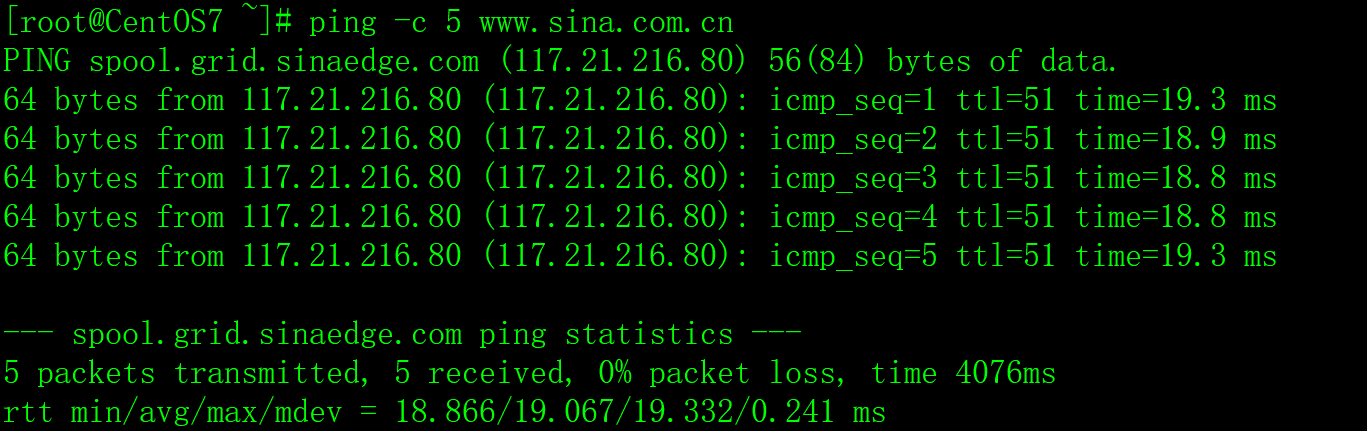 [root@CentOS7 ~]# ping -c 5 www.sina.com.cn
PING spool.grid.sinaedge.com (117.21.216.80) 56(84) bytes of data.
64 bytes from 117.21.216.80 (117.21.216.80): icmp_seq=1 ttl=51 time=19.3 ms
64 bytes from 117.21.216.80 (117.21.216.80): icmp_seq=2 ttl=51 time=18.9 ms
64 bytes from 117.21.216.80 (117.21.216.80): icmp_seq=3 ttl=51 time=18.8 ms
64 bytes from 117.21.216.80 (117.21.216.80): icmp_seq=4 ttl=51 time=18.8 ms
64 bytes from 117.21.216.80 (117.21.216.80): icmp_seq=5 ttl=51 time=19.3 ms
--- spool.grid.sinaedge.com ping statistics ---
5 packets transmitted, 5 received, 0% packet loss, time 4076ms
rtt min/avg/max/mdev = 18.866/19.067/19.332/0.241 ms